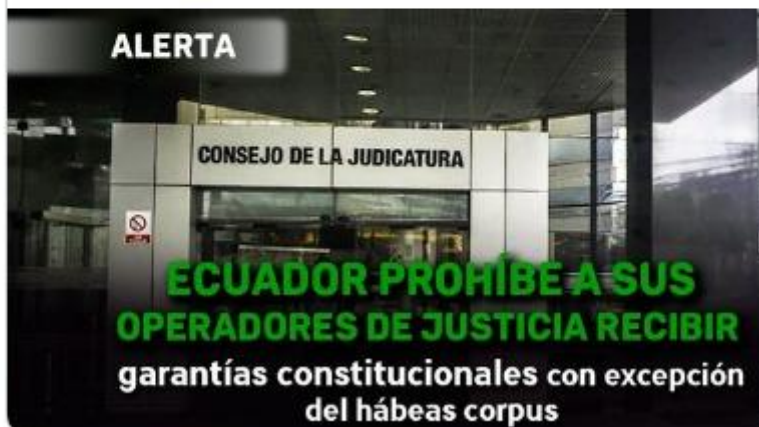 ALERTA
CONSEJO DE LA JUDICATURA
ECUADOR PROHÍBE A SUS
OPERADORES DE JUSTICIA RECIBIR
garantías constitucionales con excepción
del hábeas corpus